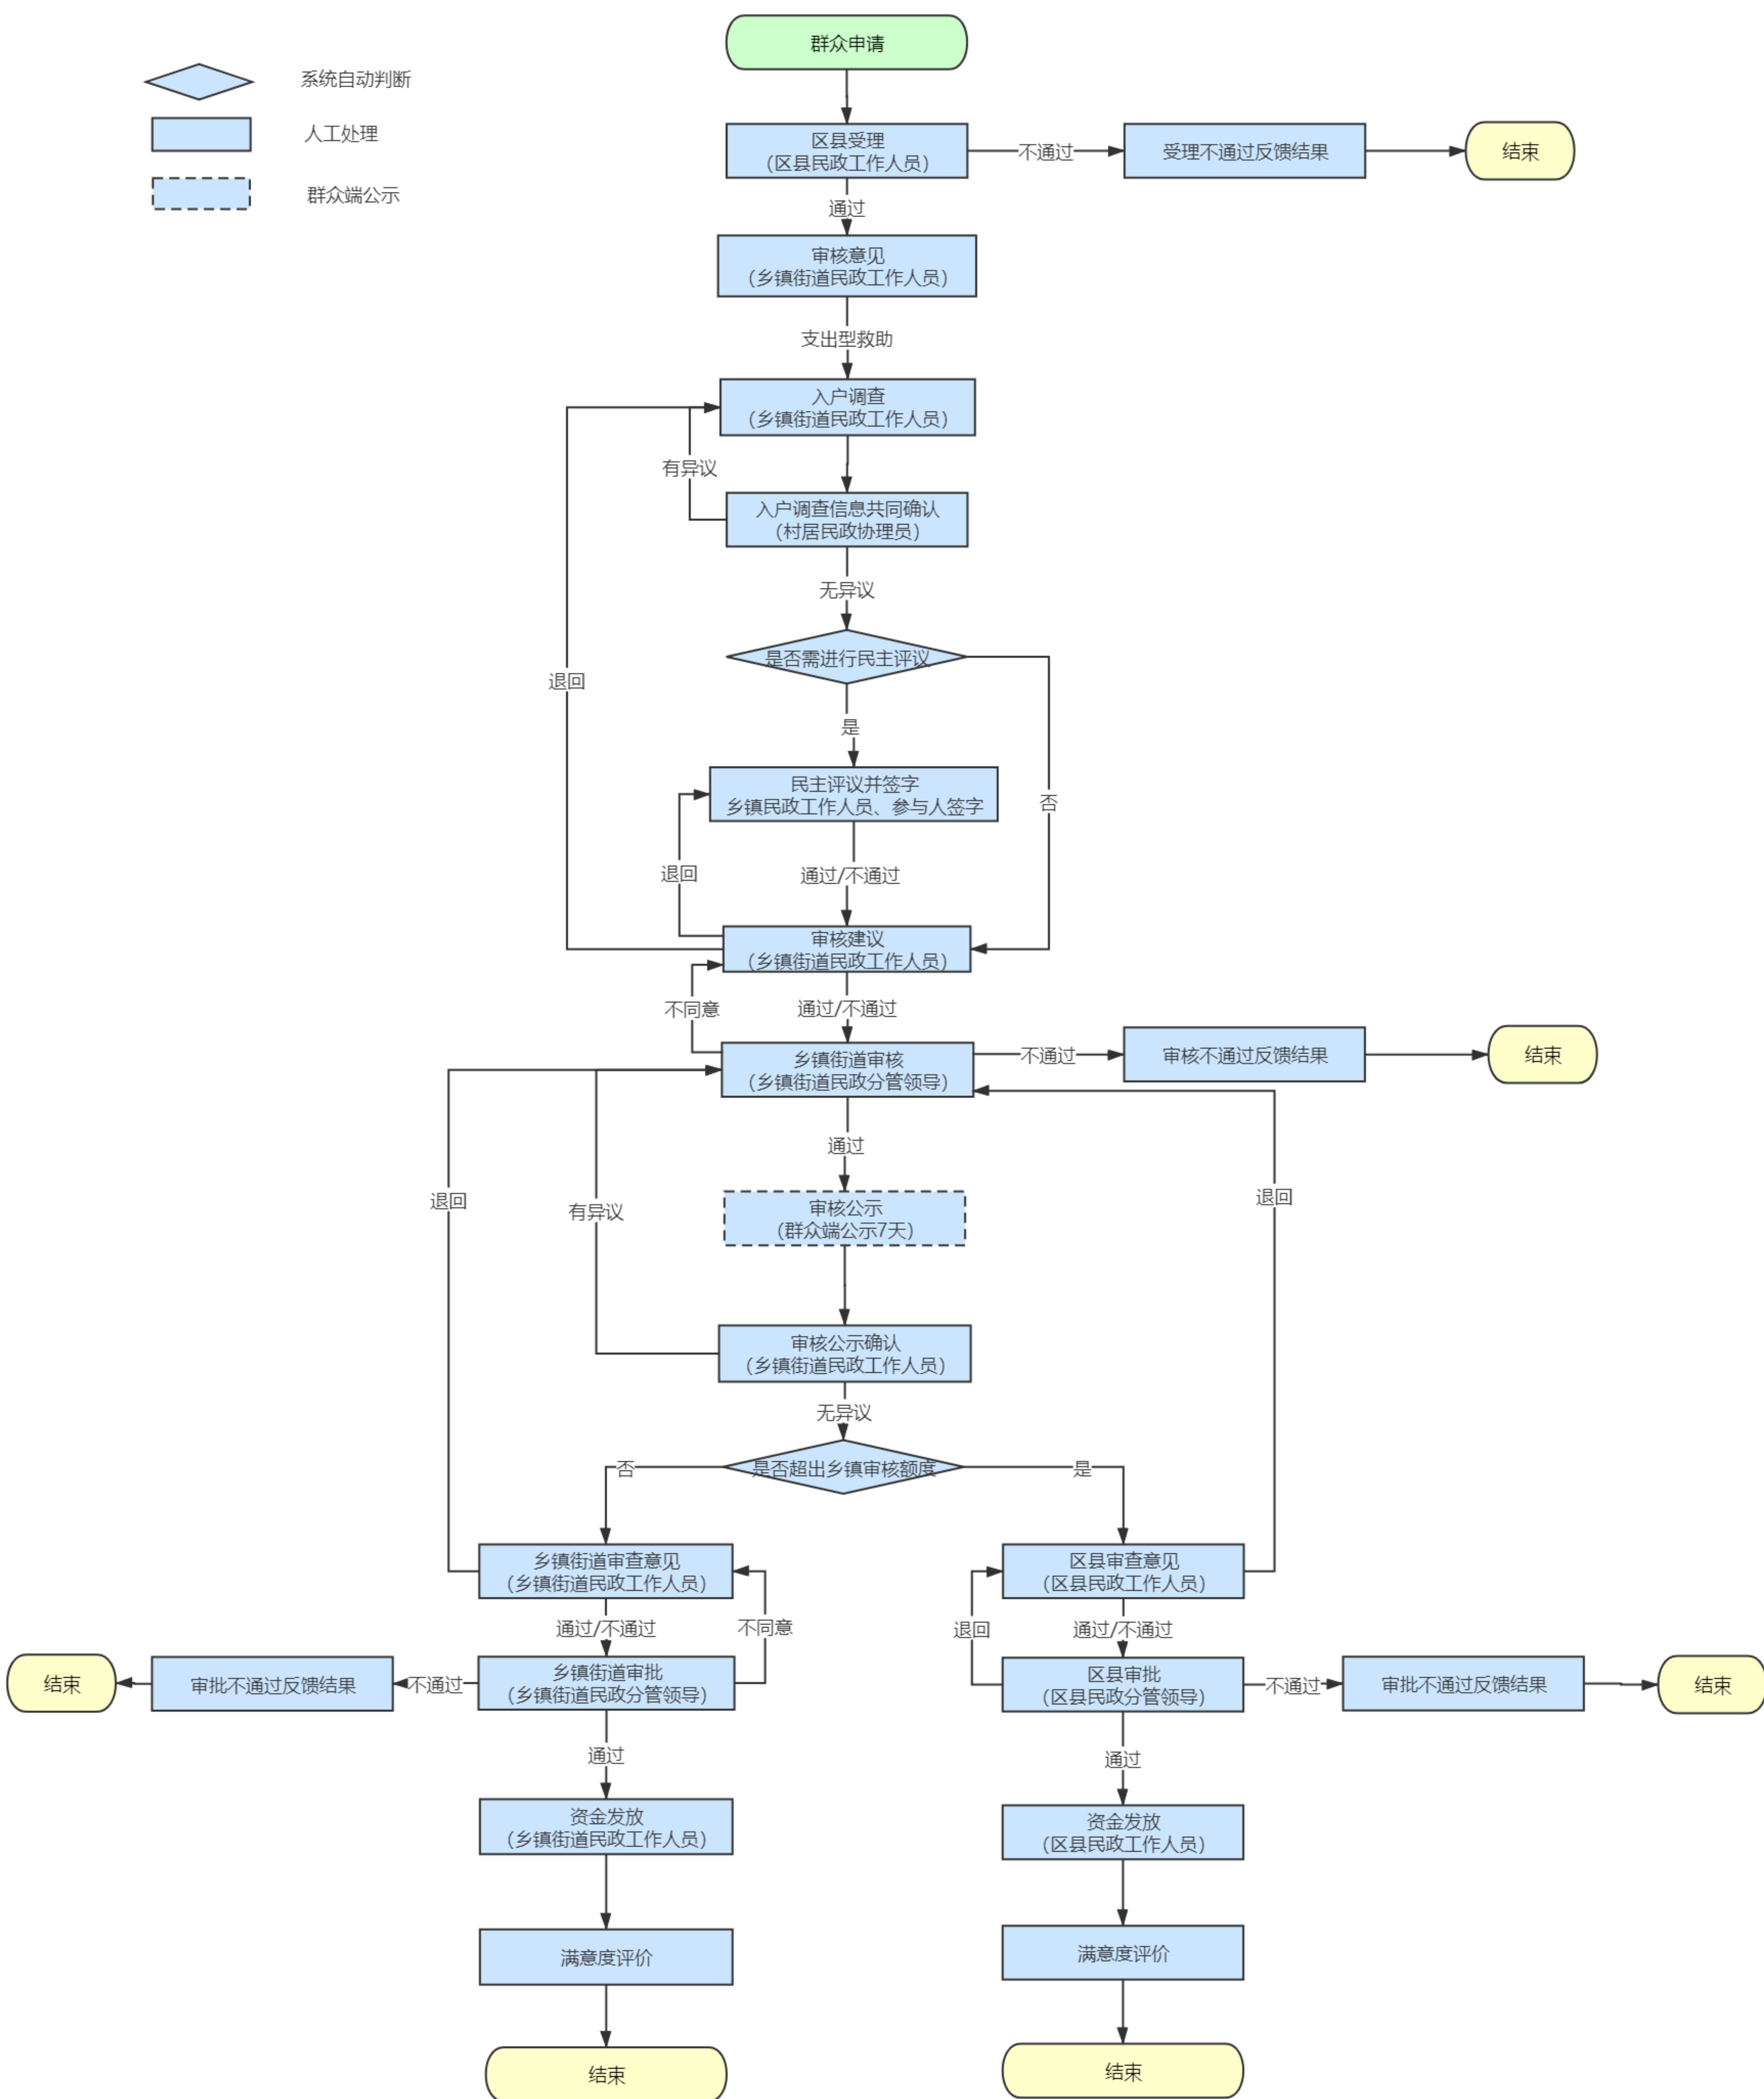 群众申请
系统自动判断
人工处理
群众端公示
区县受理
（区县民政工作人员）
不通过
受理不通过反馈结果
结束
通过
审核意见
（乡镇街道民政工作人员）
支出型救助
入户调查
（乡镇街道民政工作人员）
有异议
入户调查信息共同确认
（村居民政协理员）
无异议
是否需进行民主评议
退回
是
民主评议并签字
乡镇民政工作人员、参与人签字
否
退回
通过/不通过
审核建议
（乡镇街道民政工作人员）
不同意
通过/不通过
乡镇街道审核
（乡镇街道民政分管领导）
不通过
审核不通过反馈结果
结束
通过
退回
有异议
审核公示
（群众端公示7天）
退回
审核公示确认
（乡镇街道民政工作人员）
无异议
否
是否超出乡镇审核额度
是
乡镇街道审查意见
（乡镇街道民政工作人员）
区县审查意见
（区县民政工作人员）
通过/不通过
不同意
退回
通过/不通过
结束
审批不通过反馈结果
不通过
乡镇街道审批
（乡镇街道民政分管领导）
区县审批
（区县民政分管领导）
不通过
审批不通过反馈结果
结束
通过
通过
资金发放
（乡镇街道民政工作人员）
资金发放
（区县民政工作人员）
满意度评价
满意度评价
结束
结束